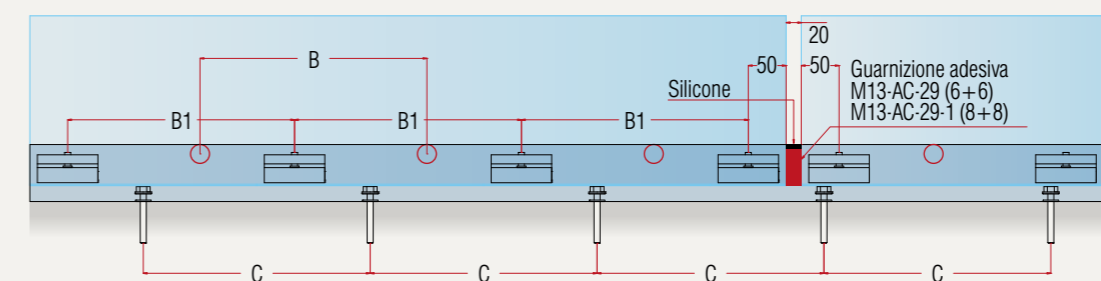 20
B
50
50
Guarnizione adesiva
M13-AC-29 (6+6)
M13-AC-29-1 (8+8)
Silicone
B1
B1
B1
C
C
C
C